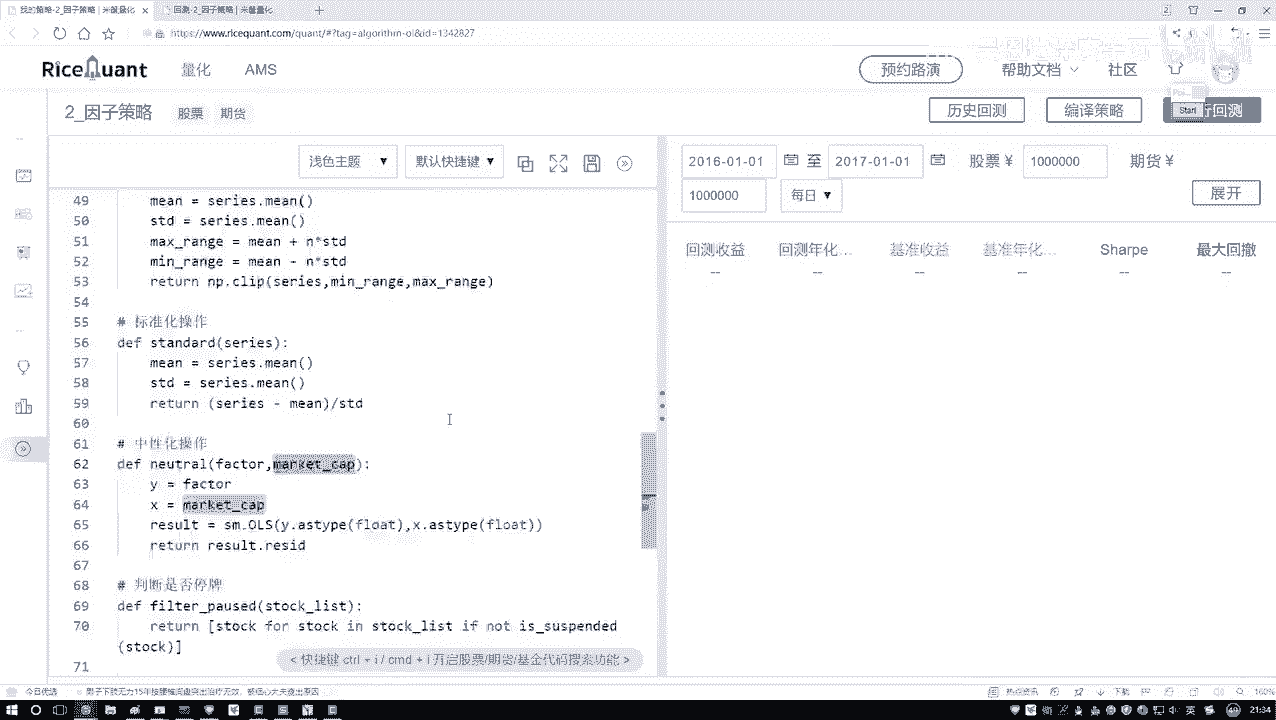 我的策略-2_因子策略 | 米筐量化
回测-2_因子策略 | 米筐量化
https://www.ricequant.com/quant/#?tag=algorithm-oi&id=1342827
RiceQuant 量化 AMS 预约路演 帮助文档 社区
2_因子策略 股票 期货 历史回测 编译策略 行回测
Start
浅色主题 默认快捷键
2016-01-01 至 2017-01-01 股票 ¥ 1000000 期货 ¥
1000000 每日 展开
回测收益 回测年化... 基准收益 基准年化... Sharpe 最大回撤
-- -- -- -- -- --
49 mean = series.mean()
50 std = series.mean()
51 max_range = mean + n*std
52 min_range = mean - n*std
53 return np.clip(series,min_range,max_range)
54
55 # 标准化操作
56 def standard(series):
57 mean = series.mean()
58 std = series.mean()
59 return (series - mean)/std
60
61 # 中性化操作
62 def neutral(factor,market_cap):
63 y = factor
64 x = market_cap
65 result = sm.OLS(y.astype(float),x.astype(float))
66 return result.resid
67
68 # 判断是否停牌
69 def filter_paused(stock_list):
70 return [stock for stock in stock_list if not is_suspended
(stock)]
71
< 快捷键 ctrl + i / cmd + i 开启股票/期货/基金代码搜索功能 >
今日优选
100%
21:34